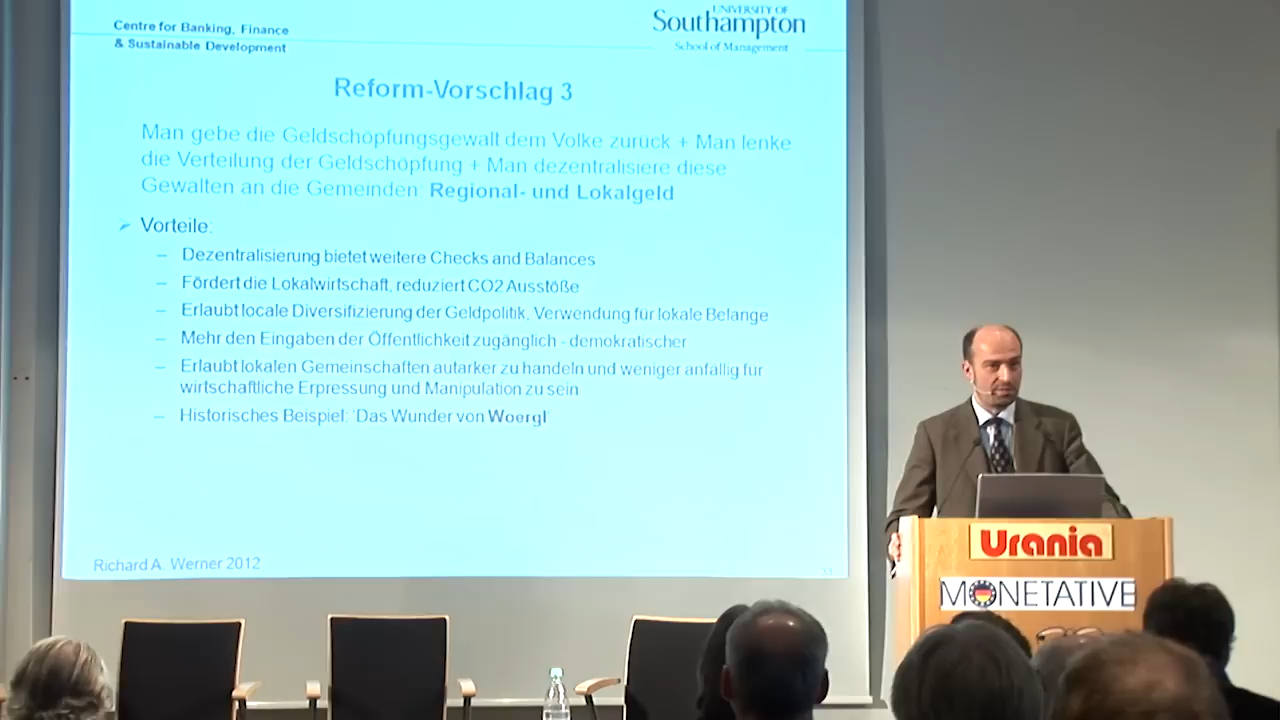 Centre for Banking, Finance
& Sustainable Development
UNIVERSITY OF
Southampton
School of Management
Reform-Vorschlag 3
Man gebe die Geldschöpfungsgewalt dem Volke zurück + Man lenke
die Verteilung der Geldschöpfung + Man dezentralisiere diese
Gewalten an die Gemeinden: Regional- und Lokalgeld
Vorteile:
– Dezentralisierung bietet weitere Checks and Balances
– Fördert die Lokalwirtschaft, reduziert CO2 Ausstöße
– Erlaubt locale Diversifizierung der Geldpolitik, Verwendung für lokale Belange
– Mehr den Eingaben der Öffentlichkeit zugänglich - demokratischer
– Erlaubt lokalen Gemeinschaften autarker zu handeln und weniger anfällig für
wirtschaftliche Erpressung und Manipulation zu sein
– Historisches Beispiel: 'Das Wunder von Woergl'
Richard A. Werner 2012
Urania
MONETATIVE